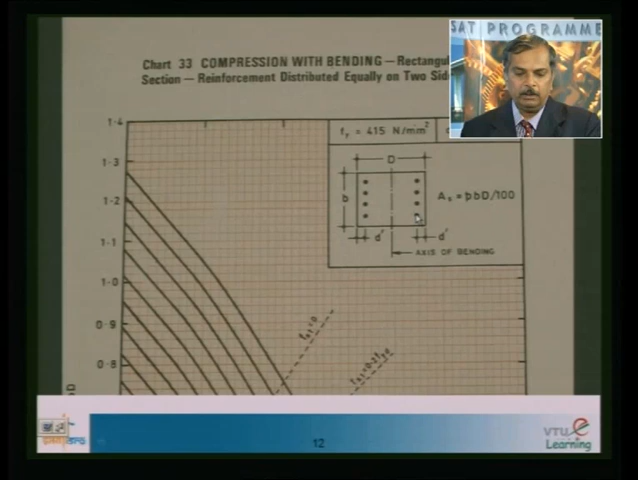 SAT PROGRAMME
Chart 33 COMPRESSION WITH BENDING — Rectangul
Section — Reinforcement Distributed Equally on Two Sid
1·4
fy = 415 N/mm²
1·3
D
1·2
b
As = pbD/100
1·1
d'
d'
AXIS OF BENDING
1·0
0·9
fst=0
0·8
12
VTU e
Learning